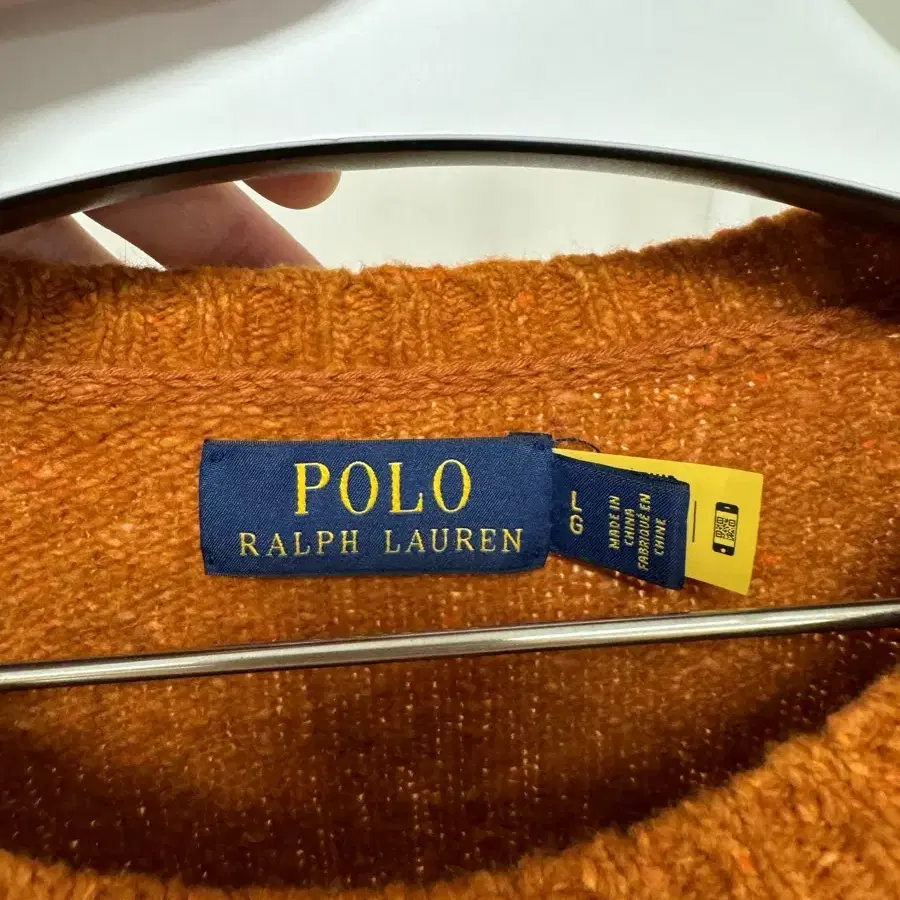 POLO
RALPH LAUREN
LG
MADE IN
CHINA
FABRIQUÉ EN
CHINE